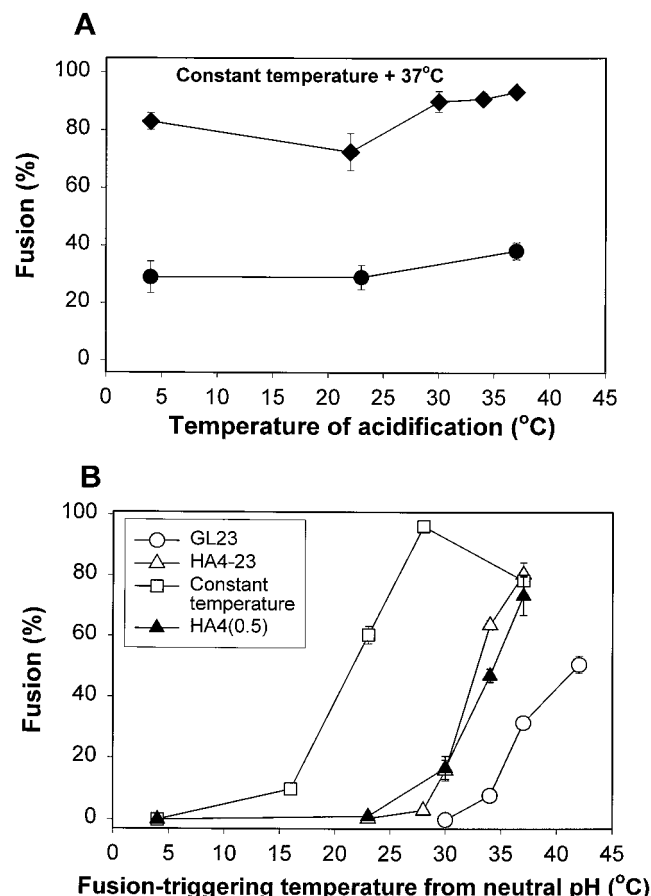 A
Constant temperature + 37°C
Fusion (%)
100
80
60
40
20
0
0 5 10 15 20 25 30 35 40 45
Temperature of acidification (°C)
B
Fusion (%)
100
80
60
40
20
0
GL23
HA4-23
Constant
temperature
HA4(0.5)
0 5 10 15 20 25 30 35 40 45
Fusion-triggering temperature from neutral pH (°C)